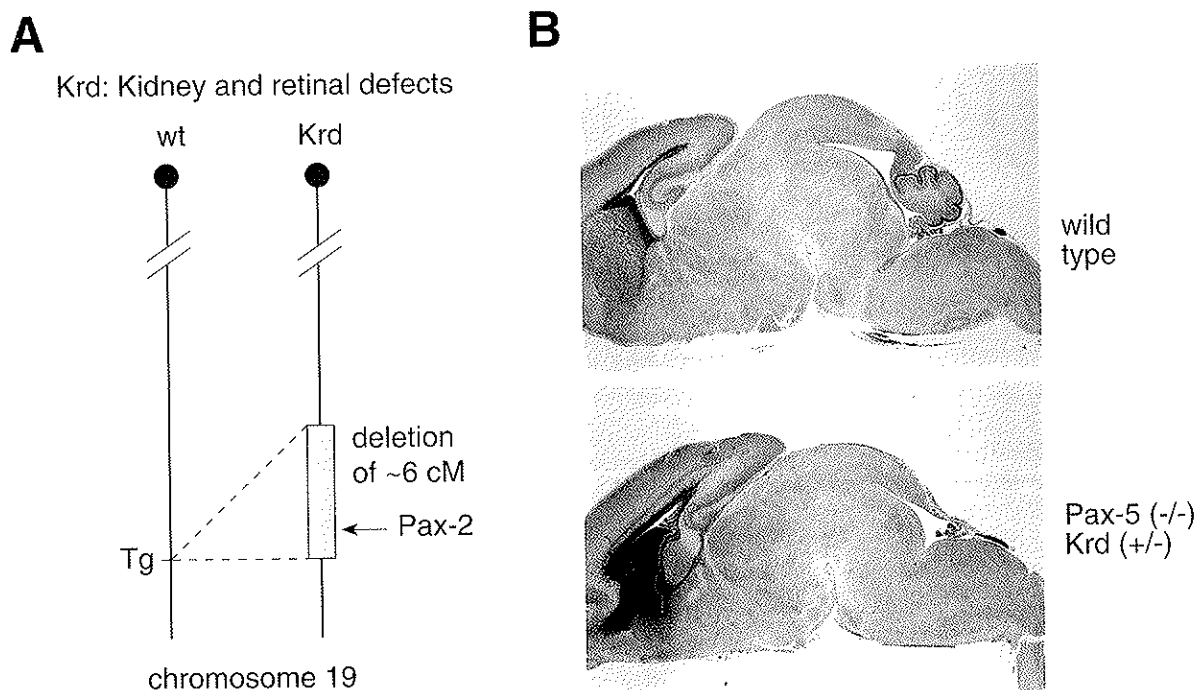 A
Krd: Kidney and retinal defects
wt
Krd
deletion
of ~6 cM
Pax-2
Tg
chromosome 19
B
wild
type
Pax-5 (-/-)
Krd (+/-)